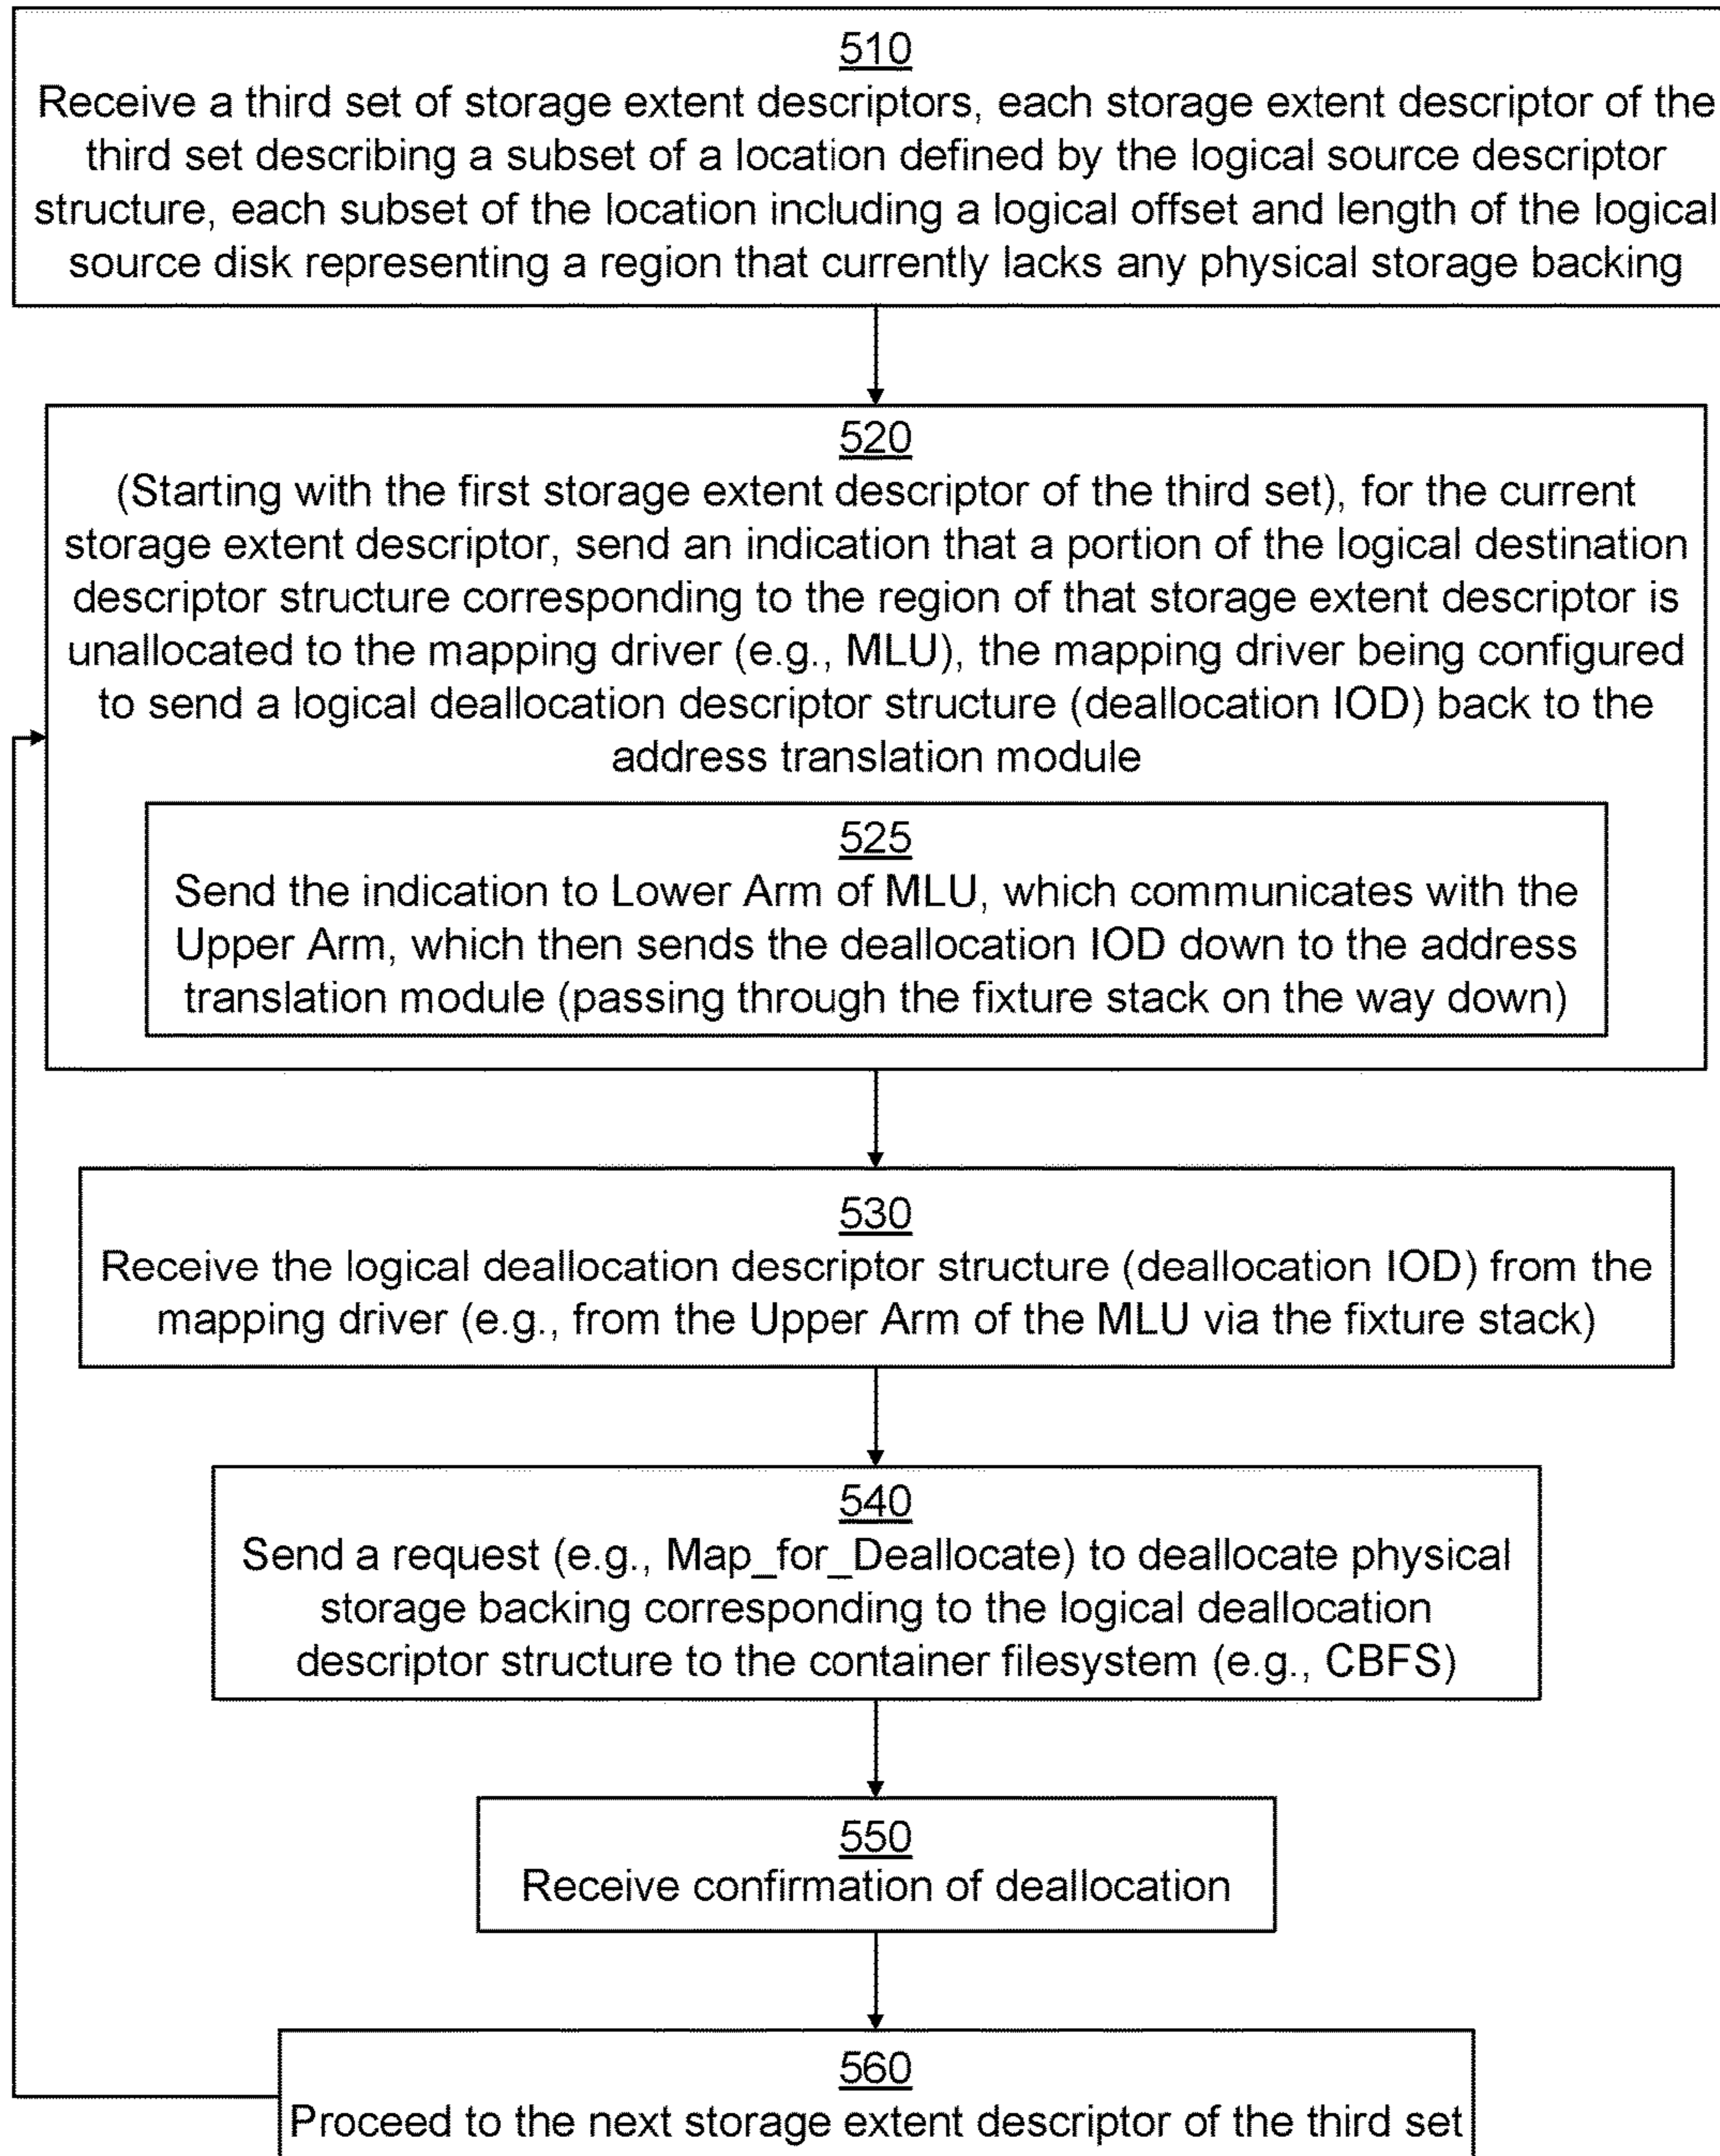 510
Receive a third set of storage extent descriptors, each storage extent descriptor of the
third set describing a subset of a location defined by the logical source descriptor
structure, each subset of the location including a logical offset and length of the logical
source disk representing a region that currently lacks any physical storage backing
520
(Starting with the first storage extent descriptor of the third set), for the current
storage extent descriptor, send an indication that a portion of the logical destination
descriptor structure corresponding to the region of that storage extent descriptor is
unallocated to the mapping driver (e.g., MLU), the mapping driver being configured
to send a logical deallocation descriptor structure (deallocation IOD) back to the
address translation module
525
Send the indication to Lower Arm of MLU, which communicates with the
Upper Arm, which then sends the deallocation IOD down to the address
translation module (passing through the fixture stack on the way down)
530
Receive the logical deallocation descriptor structure (deallocation IOD) from the
mapping driver (e.g., from the Upper Arm of the MLU via the fixture stack)
540
Send a request (e.g., Map_for_Deallocate) to deallocate physical
storage backing corresponding to the logical deallocation
descriptor structure to the container filesystem (e.g., CBFS)
550
Receive confirmation of deallocation
560
Proceed to the next storage extent descriptor of the third set